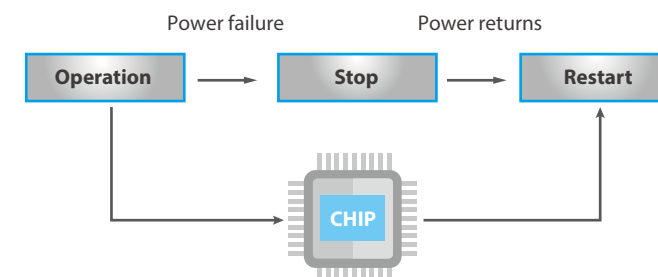 Power failure
Power returns
Operation
Stop
Restart
CHIP